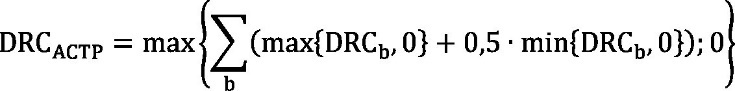 DRC_ACTP = max{∑_b (max{DRC_b, 0} + 0,5 · min{DRC_b, 0}); 0}